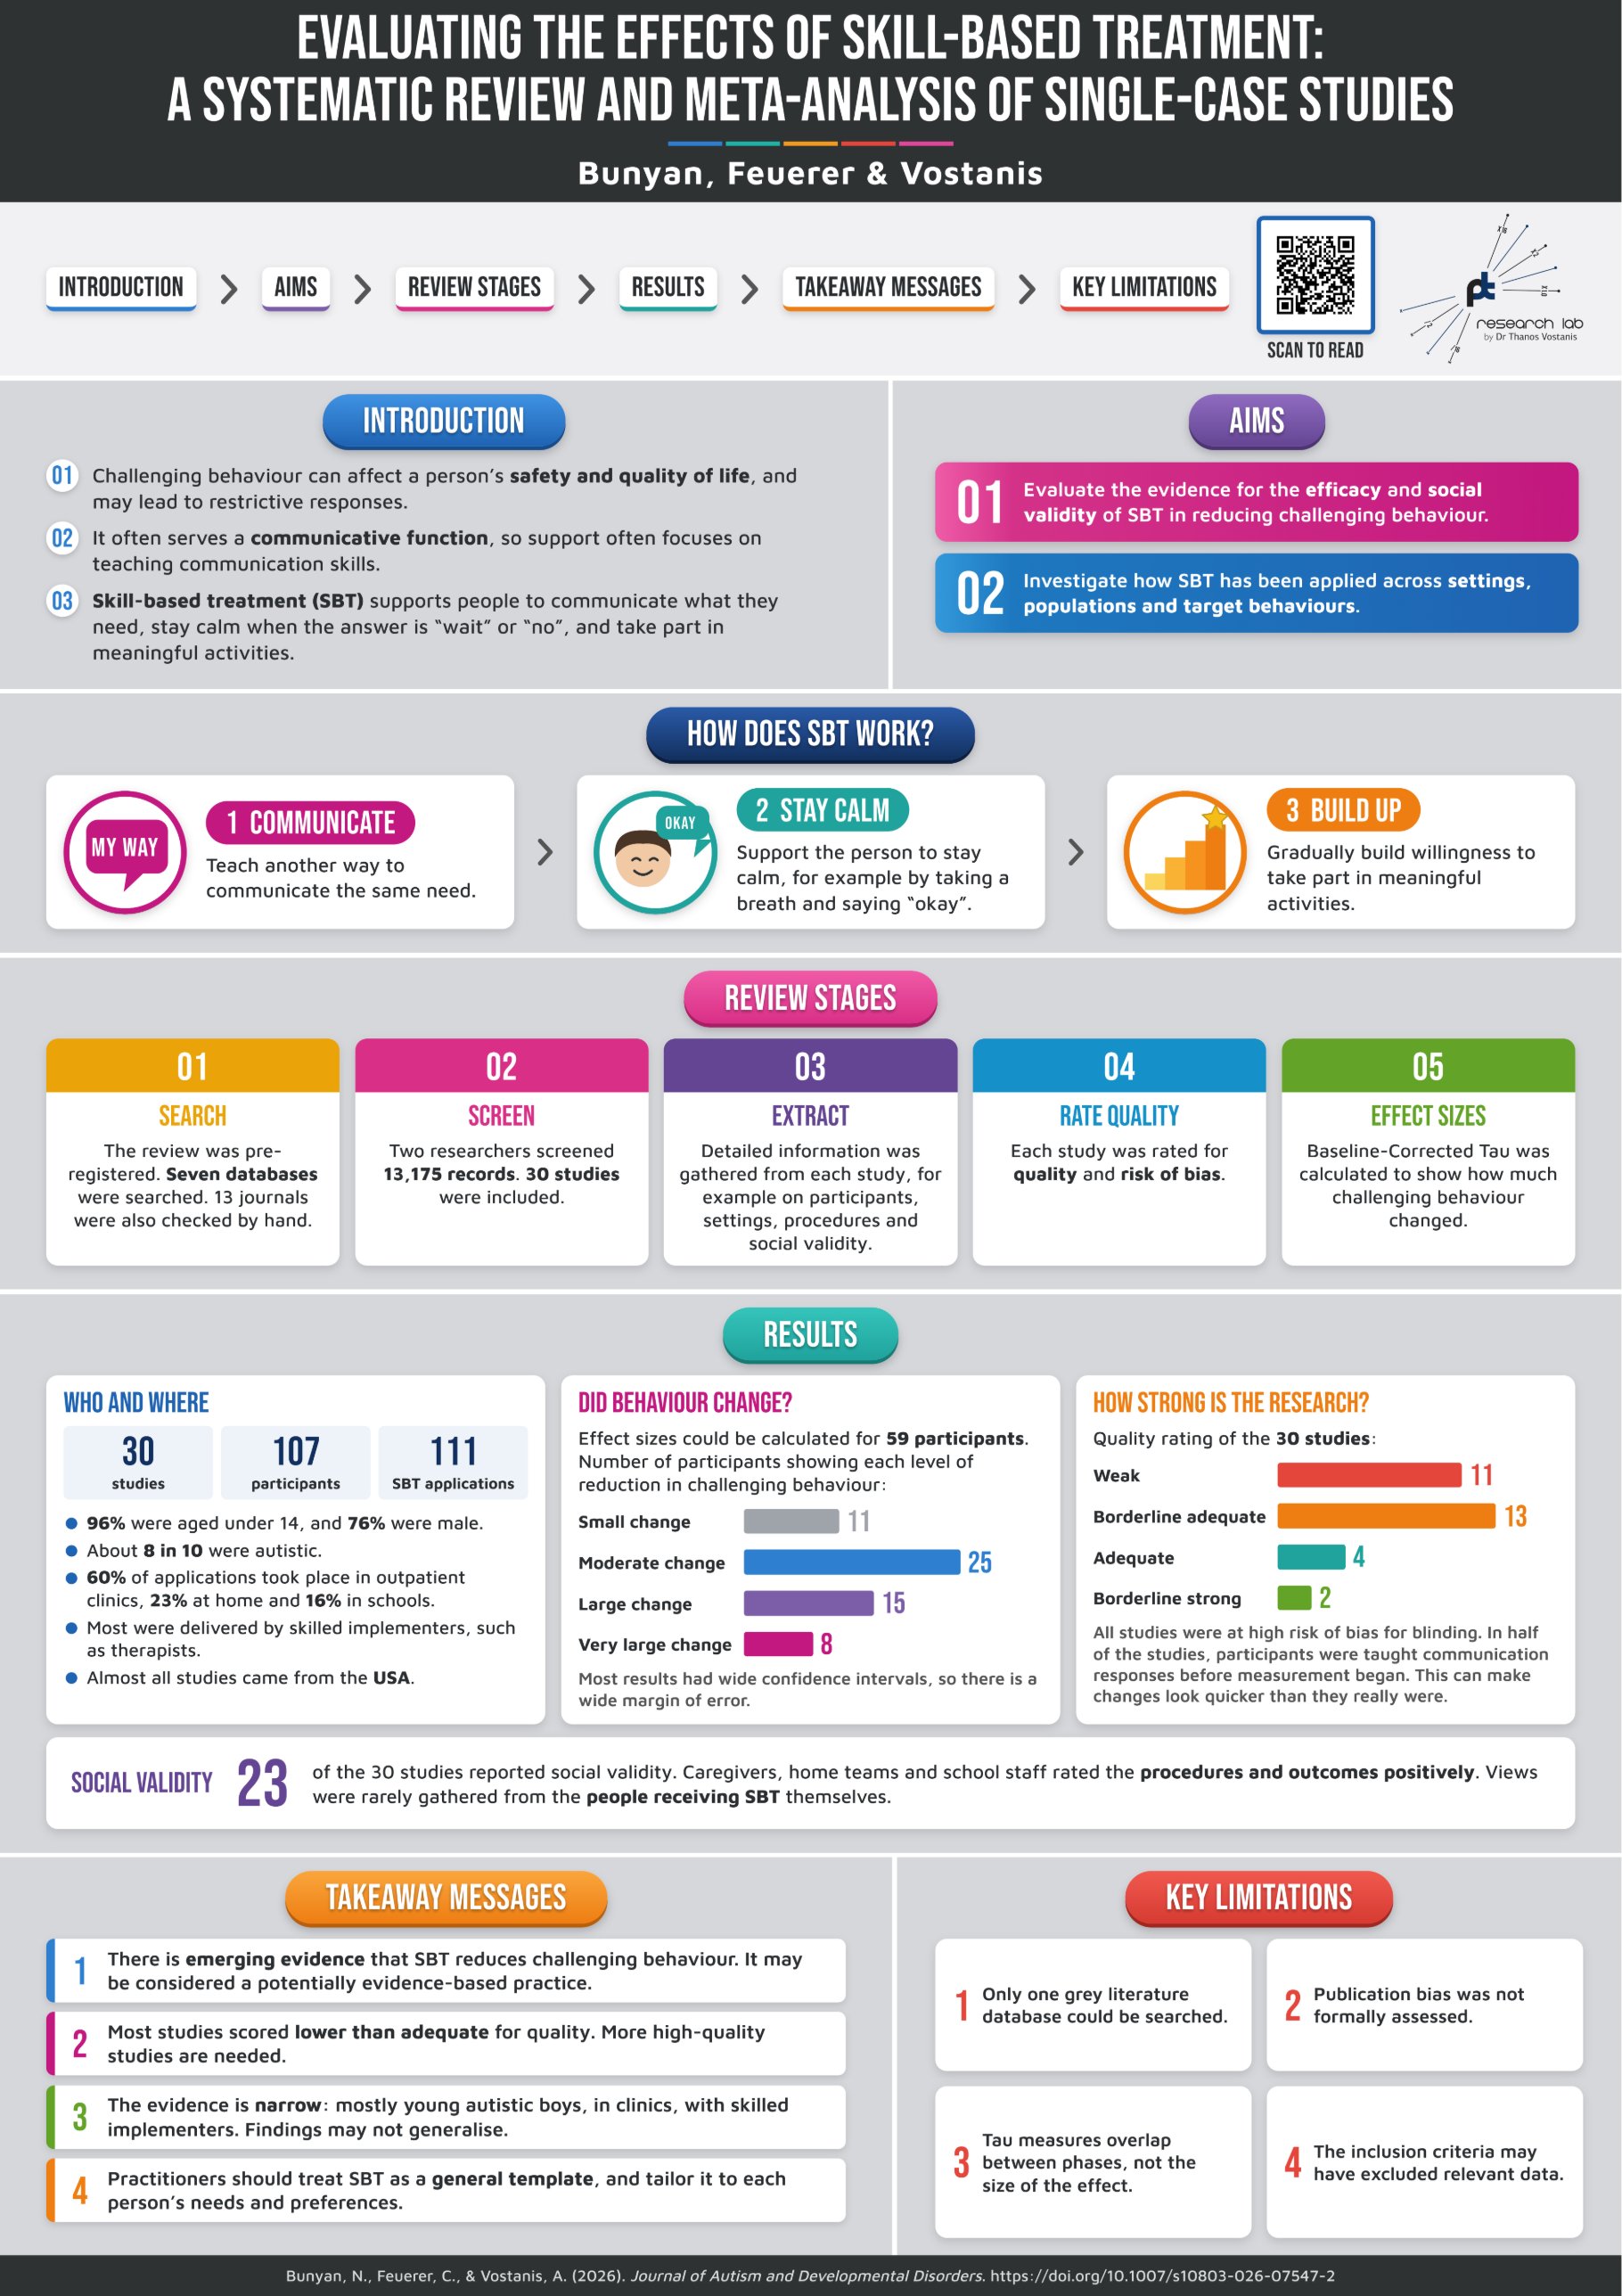 EVALUATING THE EFFECTS OF SKILL-BASED TREATMENT:
A SYSTEMATIC REVIEW AND META-ANALYSIS OF SINGLE-CASE STUDIES
Bunyan, Feuerer & Vostanis
INTRODUCTION
AIMS
REVIEW STAGES
RESULTS
TAKEAWAY MESSAGES
KEY LIMITATIONS
SCAN TO READ
pt
research lab
by Dr Thanos Vostanis
INTRODUCTION
01 Challenging behaviour can affect a person's safety and quality of life, and
may lead to restrictive responses.
02 It often serves a communicative function, so support often focuses on
teaching communication skills.
03 Skill-based treatment (SBT) supports people to communicate what they
need, stay calm when the answer is “wait” or “no”, and take part in
meaningful activities.
AIMS
01 Evaluate the evidence for the efficacy and social
validity of SBT in reducing challenging behaviour.
02 Investigate how SBT has been applied across settings,
populations and target behaviours.
HOW DOES SBT WORK?
MY WAY
1 COMMUNICATE
Teach another way to
communicate the same need.
OKAY
2 STAY CALM
Support the person to stay
calm, for example by taking a
breath and saying “okay”.
3 BUILD UP
Gradually build willingness to
take part in meaningful
activities.
REVIEW STAGES
01
SEARCH
The review was pre-
registered. Seven databases
were searched. 13 journals
were also checked by hand.
02
SCREEN
Two researchers screened
13,175 records. 30 studies
were included.
03
EXTRACT
Detailed information was
gathered from each study, for
example on participants,
settings, procedures and
social validity.
04
RATE QUALITY
Each study was rated for
quality and risk of bias.
05
EFFECT SIZES
Baseline-Corrected Tau was
calculated to show how much
challenging behaviour
changed.
RESULTS
WHO AND WHERE
30
studies
107
participants
111
SBT applications
96% were aged under 14, and 76% were male.
About 8 in 10 were autistic.
60% of applications took place in outpatient
clinics, 23% at home and 16% in schools.
Most were delivered by skilled implementers, such
as therapists.
Almost all studies came from the USA.
DID BEHAVIOUR CHANGE?
Effect sizes could be calculated for 59 participants.
Number of participants showing each level of
reduction in challenging behaviour:
Small change 11
Moderate change 25
Large change 15
Very large change 8
Most results had wide confidence intervals, so there is a
wide margin of error.
HOW STRONG IS THE RESEARCH?
Quality rating of the 30 studies:
Weak 11
Borderline adequate 13
Adequate 4
Borderline strong 2
All studies were at high risk of bias for blinding. In half
of the studies, participants were taught communication
responses before measurement began. This can make
changes look quicker than they really were.
SOCIAL VALIDITY
23
of the 30 studies reported social validity. Caregivers, home teams and school staff rated the procedures and outcomes positively. Views
were rarely gathered from the people receiving SBT themselves.
TAKEAWAY MESSAGES
1 There is emerging evidence that SBT reduces challenging behaviour. It may
be considered a potentially evidence-based practice.
2 Most studies scored lower than adequate for quality. More high-quality
studies are needed.
3 The evidence is narrow: mostly young autistic boys, in clinics, with skilled
implementers. Findings may not generalise.
4 Practitioners should treat SBT as a general template, and tailor it to each
person's needs and preferences.
KEY LIMITATIONS
1 Only one grey literature
database could be searched.
2 Publication bias was not
formally assessed.
3 Tau measures overlap
between phases, not the
size of the effect.
4 The inclusion criteria may
have excluded relevant data.
Bunyan, N., Feuerer, C., & Vostanis, A. (2026). Journal of Autism and Developmental Disorders. https://doi.org/10.1007/s10803-026-07547-2